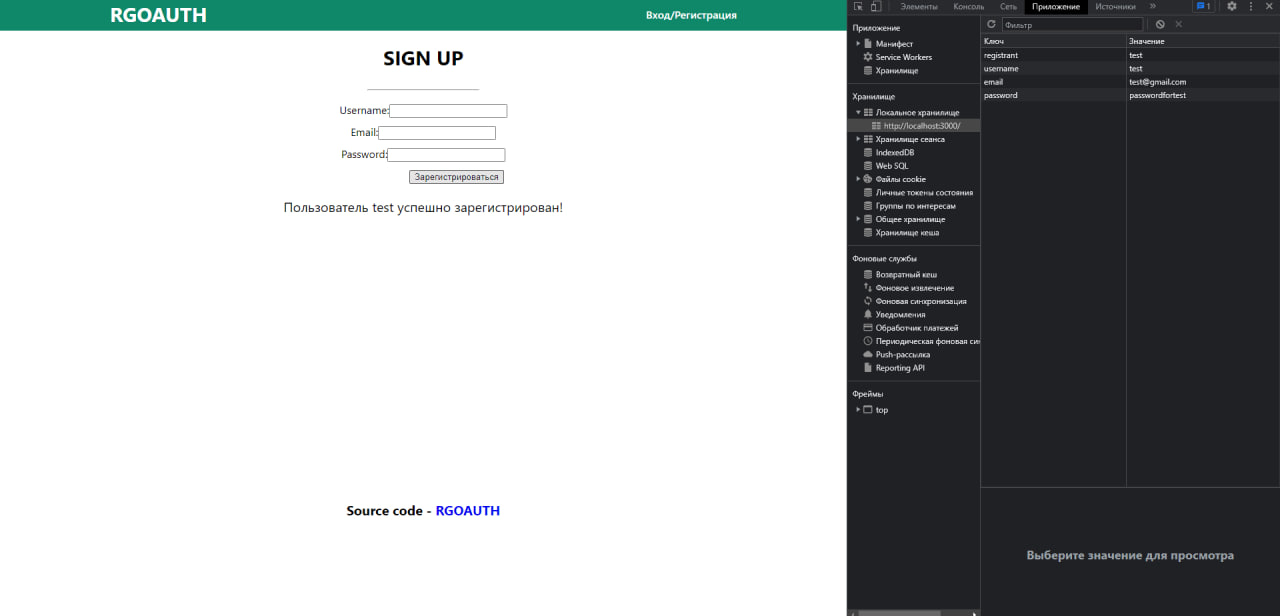 RGOAUTH
Вход/Регистрация
SIGN UP
Username:
Email:
Password:
Зарегистрироваться
Пользователь test успешно зарегистрирован!
Source code - RGOAUTH
Элементы Консоль Сеть Приложение Источники » 1
Приложение
Манифест
Service Workers
Хранилище
Хранилище
Локальное хранилище
http://localhost:3000/
Хранилище сеанса
IndexedDB
Web SQL
Файлы cookie
Личные токены состояния
Группы по интересам
Общее хранилище
Хранилище кеша
Фоновые службы
Возвратный кеш
Фоновое извлечение
Фоновая синхронизация
Уведомления
Обработчик платежей
Периодическая фоновая си
Push-рассылка
Reporting API
Фреймы
top
Фильтр
Ключ Значение
registrant test
username test
email test@gmail.com
password passwordfortest
Выберите значение для просмотра